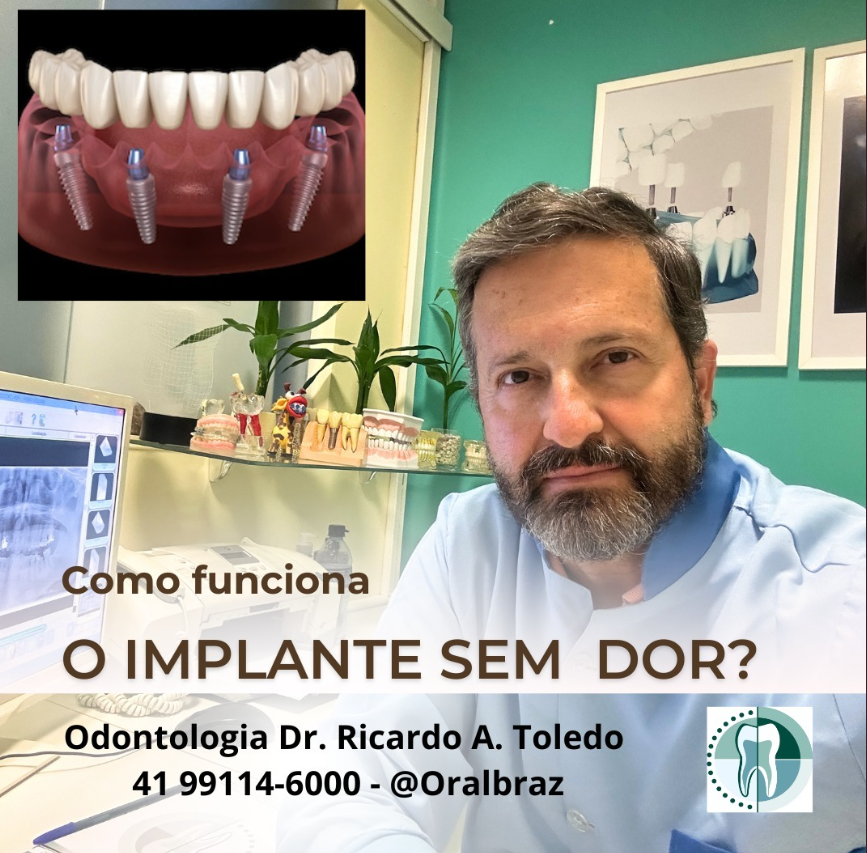 Como funciona
O IMPLANTE SEM DOR?
Odontologia Dr. Ricardo A. Toledo
41 99114-6000 - @Oralbraz